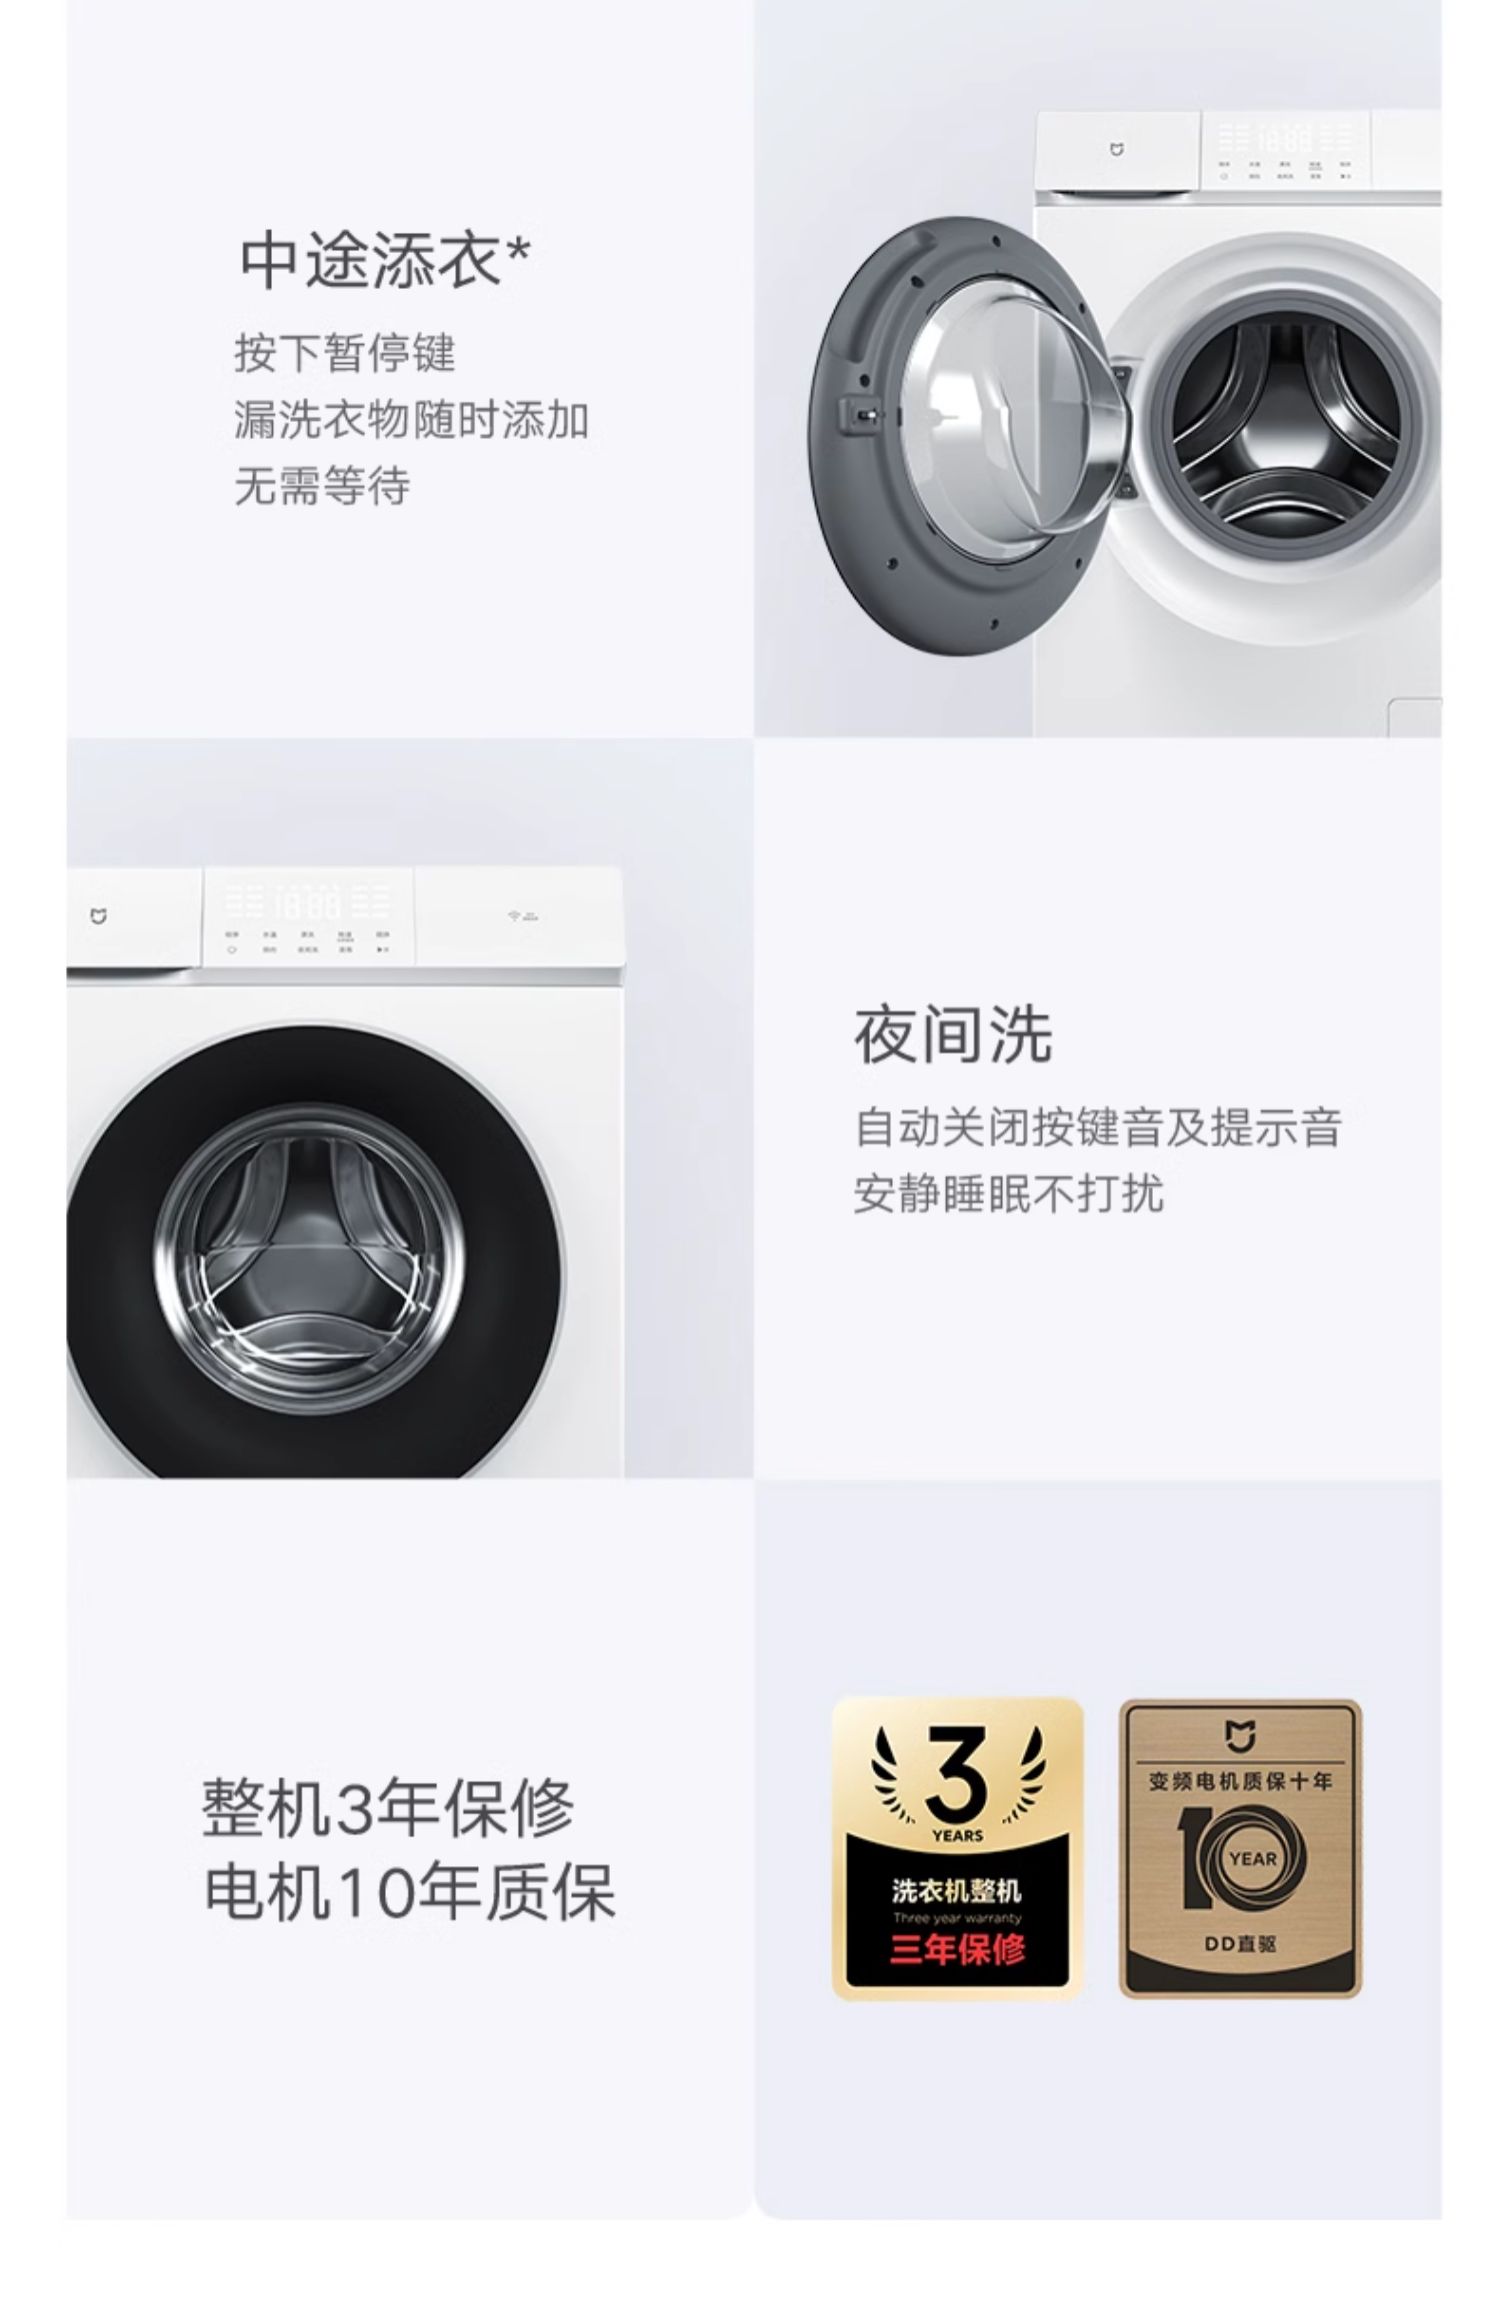 中途添衣*
按下暂停键
漏洗衣物随时添加
无需等待
夜间洗
自动关闭按键音及提示音
安静睡眠不打扰
整机3年保修
电机10年质保
3
YEARS
洗衣机整机
Three year warranty
三年保修
变频电机质保十年
10
YEAR
DD直驱